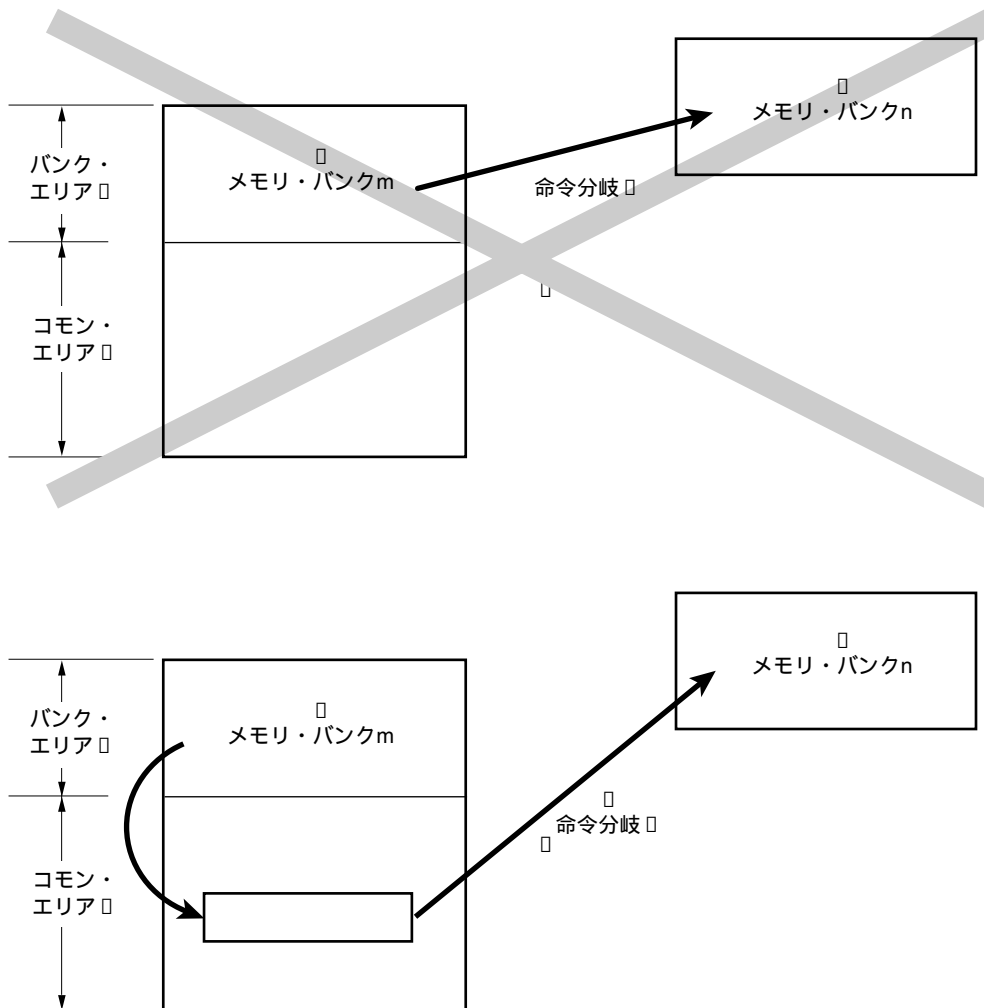 メモリ・バンクn
バンク・
エリア
メモリ・バンクm
命令分岐
コモン・
エリア
メモリ・バンクn
バンク・
エリア
メモリ・バンクm
命令分岐
コモン・
エリア